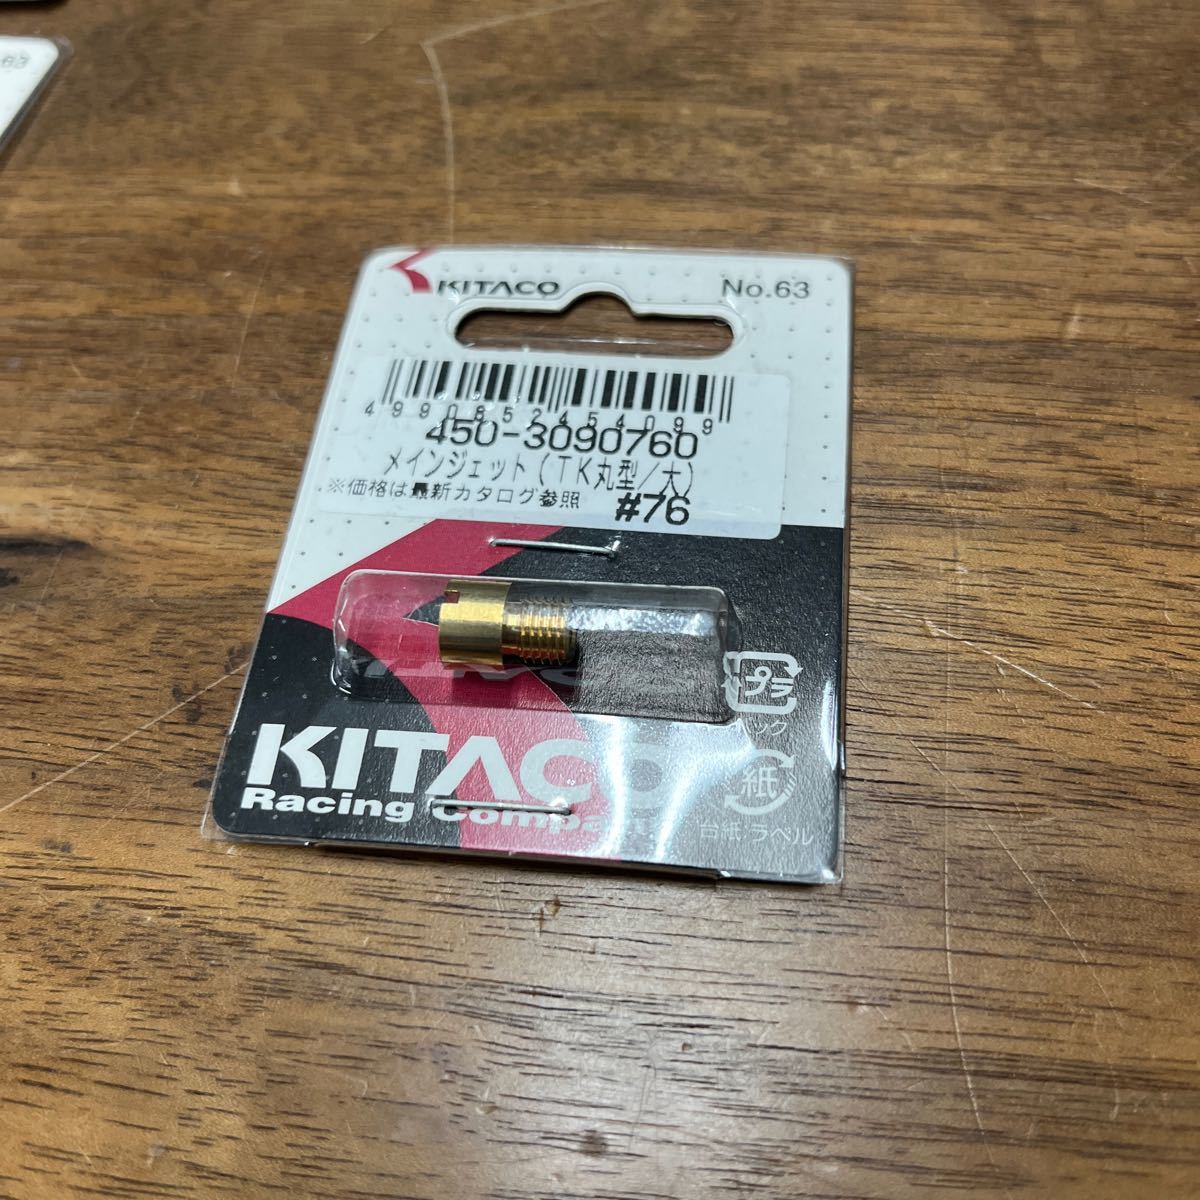 -63
KITACO
No.63
4990852454099
450-3090760
メインジェット(TK丸型/大)
※価格は最新カタログ参照 #76
プラ
紙
台紙 ラベル
KITACO
Racing Company